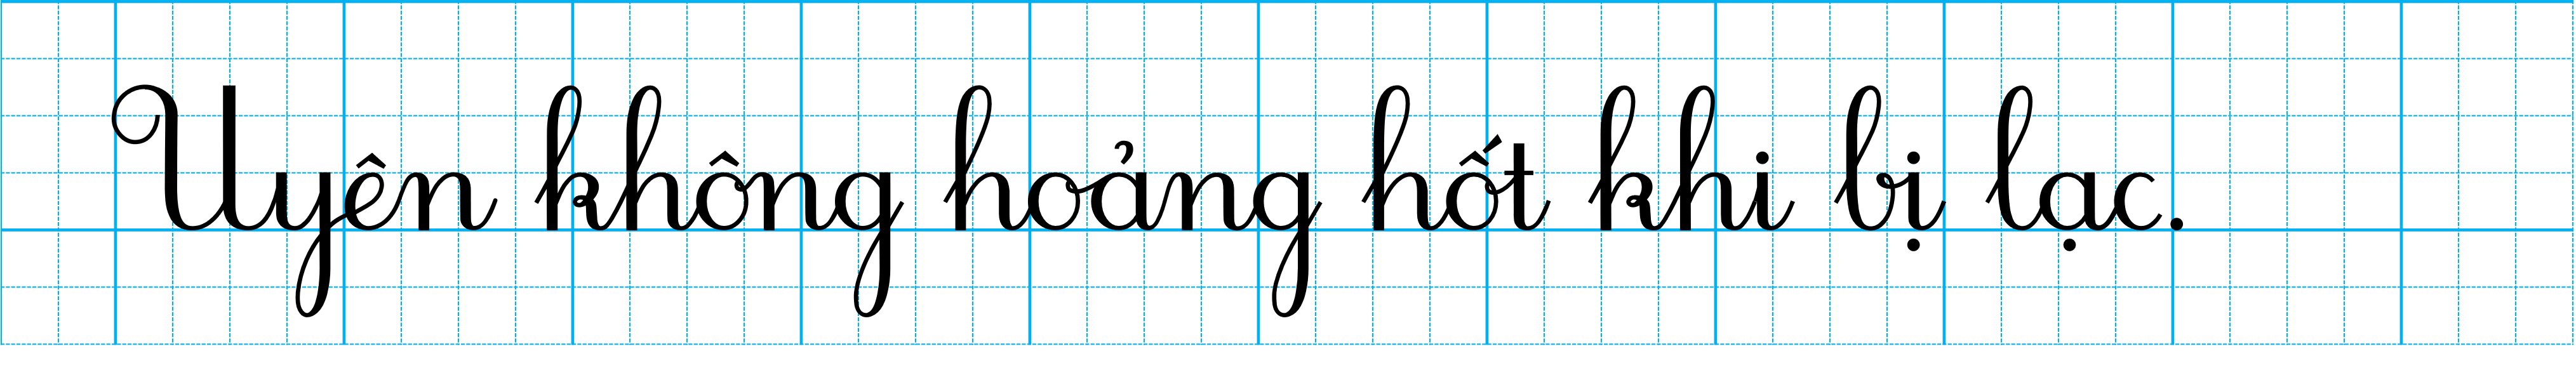 Uyên không hoảng hốt khi bị lạc.